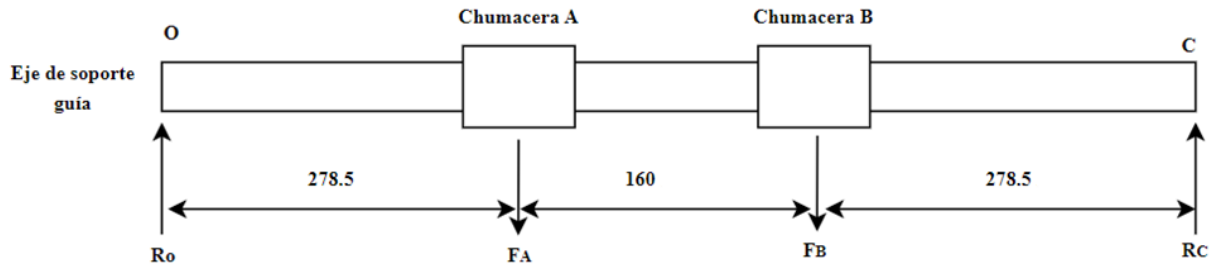 Chumacera A
Chumacera B
O
C
Eje de soporte
guía
278.5
160
278.5
Ro
FA
FB
RC